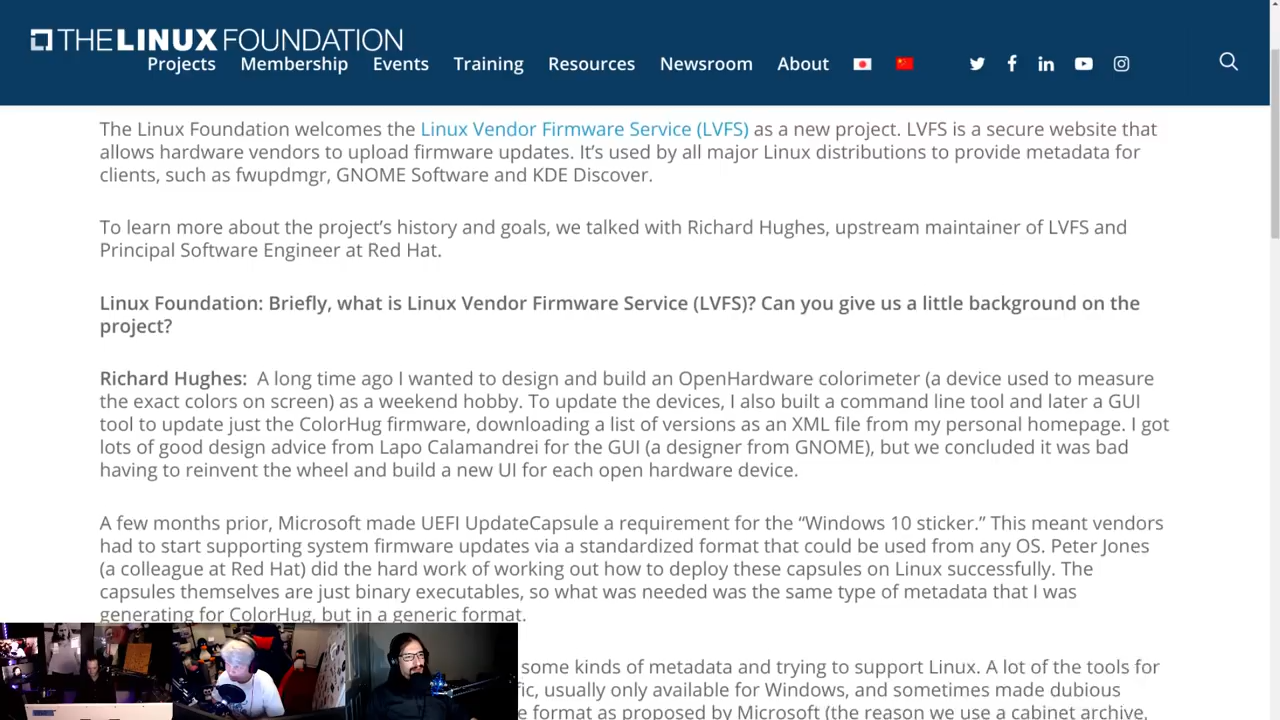 THE LINUX FOUNDATION
Projects Membership Events Training Resources Newsroom About
The Linux Foundation welcomes the Linux Vendor Firmware Service (LVFS) as a new project. LVFS is a secure website that
allows hardware vendors to upload firmware updates. It’s used by all major Linux distributions to provide metadata for
clients, such as fwupdmgr, GNOME Software and KDE Discover.
To learn more about the project’s history and goals, we talked with Richard Hughes, upstream maintainer of LVFS and
Principal Software Engineer at Red Hat.
Linux Foundation: Briefly, what is Linux Vendor Firmware Service (LVFS)? Can you give us a little background on the
project?
Richard Hughes:  A long time ago I wanted to design and build an OpenHardware colorimeter (a device used to measure
the exact colors on screen) as a weekend hobby. To update the devices, I also built a command line tool and later a GUI
tool to update just the ColorHug firmware, downloading a list of versions as an XML file from my personal homepage. I got
lots of good design advice from Lapo Calamandrei for the GUI (a designer from GNOME), but we concluded it was bad
having to reinvent the wheel and build a new UI for each open hardware device.
A few months prior, Microsoft made UEFI UpdateCapsule a requirement for the “Windows 10 sticker.” This meant vendors
had to start supporting system firmware updates via a standardized format that could be used from any OS. Peter Jones
(a colleague at Red Hat) did the hard work of working out how to deploy these capsules on Linux successfully. The
capsules themselves are just binary executables, so what was needed was the same type of metadata that I was
generating for ColorHug, but in a generic format.
some kinds of metadata and trying to support Linux. A lot of the tools for
usually only available for Windows, and sometimes made dubious
format as proposed by Microsoft (the reason we use a cabinet archive,